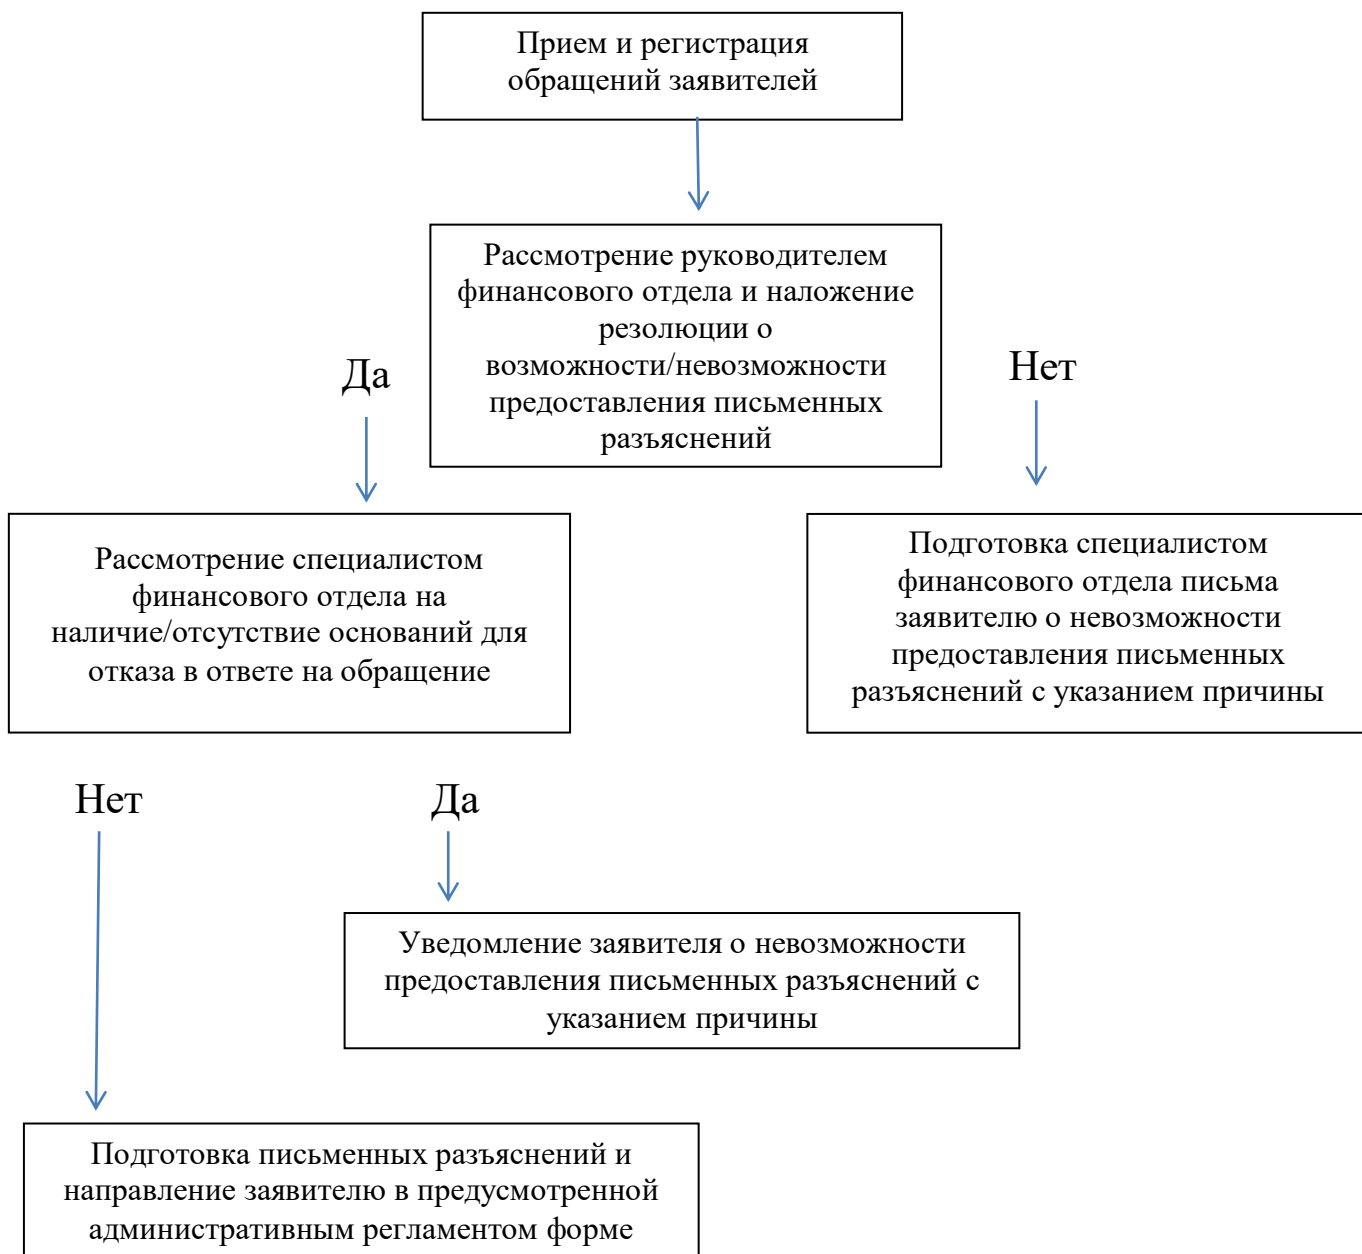 Прием и регистрация
обращений заявителей
Рассмотрение руководителем
финансового отдела и наложение
резолюции о
возможности/невозможности
предоставления письменных
разъяснений
Да
Нет
Рассмотрение специалистом
финансового отдела на
наличие/отсутствие оснований для
отказа в ответе на обращение
Подготовка специалистом
финансового отдела письма
заявителю о невозможности
предоставления письменных
разъяснений с указанием причины
Нет
Да
Уведомление заявителя о невозможности
предоставления письменных разъяснений с
указанием причины
Подготовка письменных разъяснений и
направление заявителю в предусмотренной
административным регламентом форме